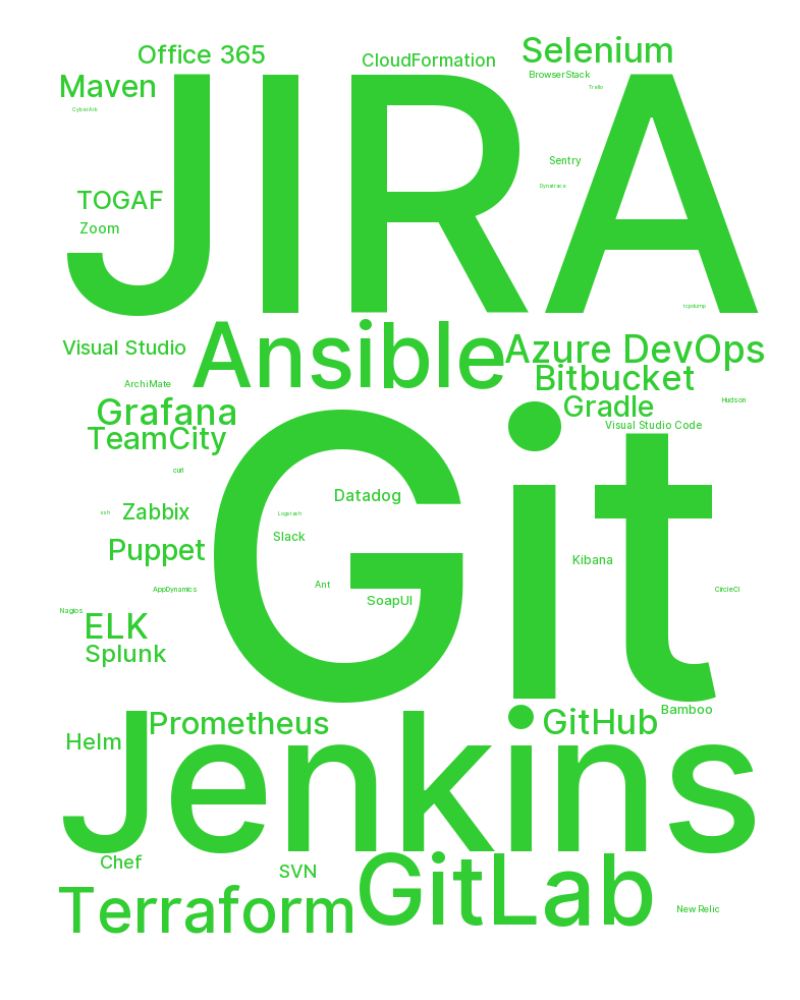 Office 365
CloudFormation
Selenium
Maven
BrowserStack
Trello
CyberArk
JIRA
Sentry
Dynatrace
TOGAF
Zoom
tcpdump
Visual Studio
Ansible
Azure DevOps
Bitbucket
ArchiMate
Grafana
Gradle
Hudson
TeamCity
Visual Studio Code
curl
Git
Datadog
ssh
Zabbix
Logstash
Slack
Puppet
Kibana
Ant
AppDynamics
CircleCI
SoapUI
Nagios
ELK
Splunk
Bamboo
Prometheus
GitHub
Helm
Jenkins
Chef
SVN
GitLab
Terraform
New Relic